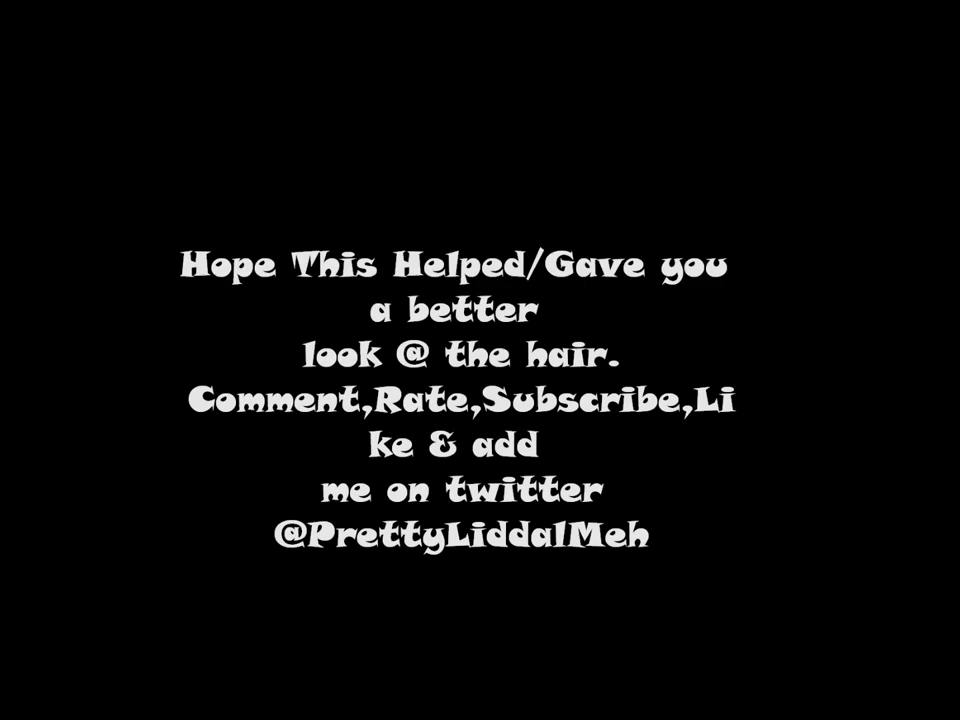 Hope This Helped/Gave you
a better
look @ the hair.
Comment,Rate,Subscribe,Li
ke & add
me on twitter
@PrettyLiddalMeh